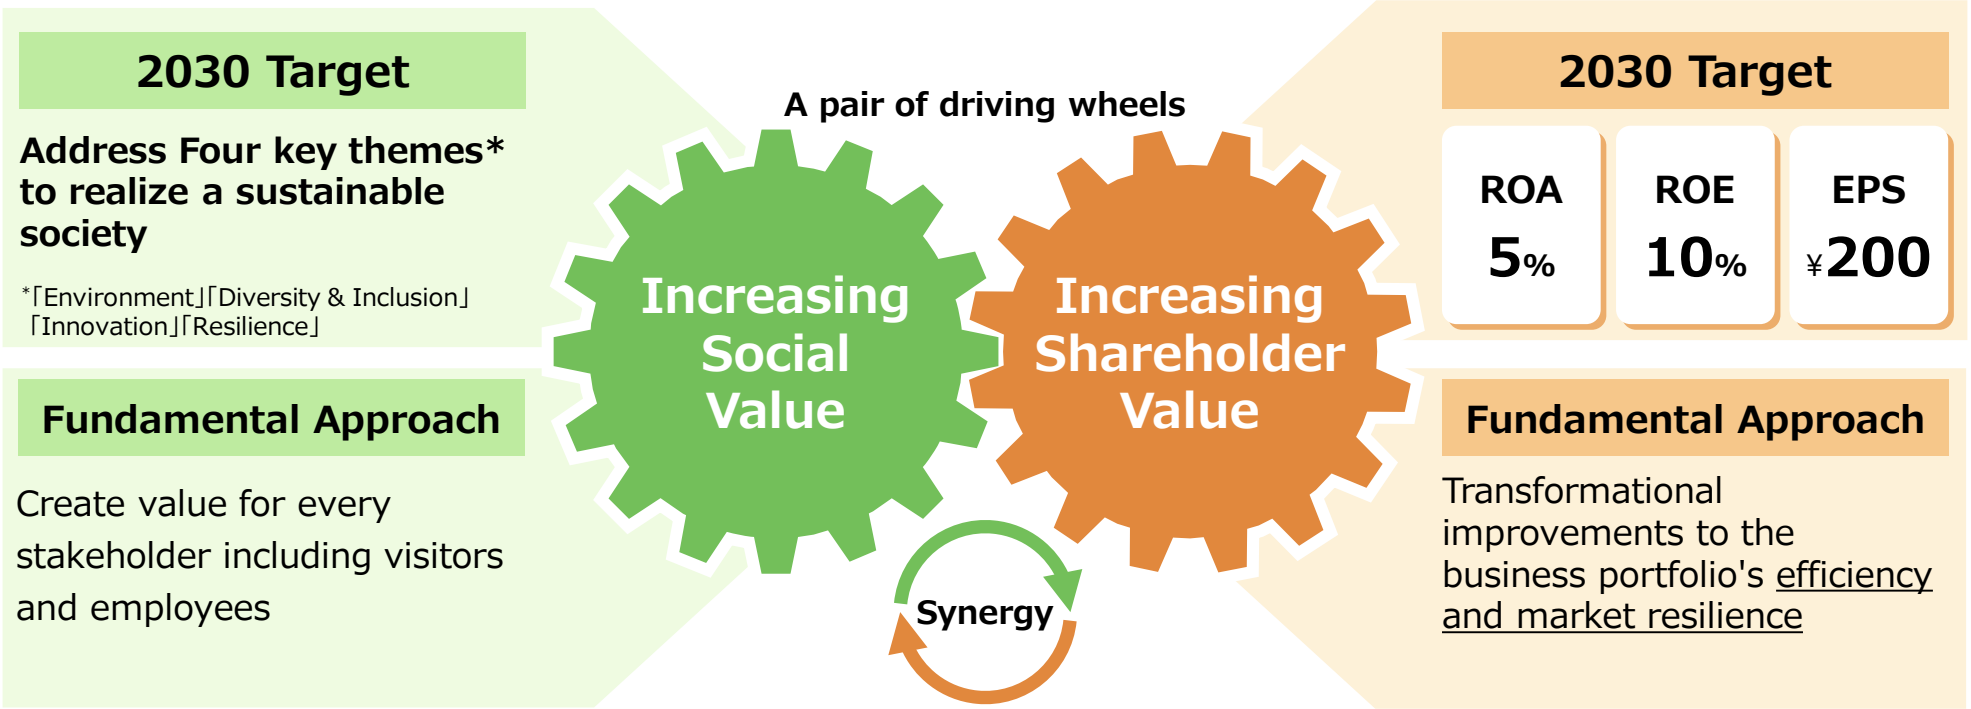 2030 Target
Address Four key themes*
to realize a sustainable
society
*「Environment」「Diversity & Inclusion」
「Innovation」「Resilience」
Fundamental Approach
Create value for every
stakeholder including visitors
and employees
A pair of driving wheels
Increasing
Social
Value
Increasing
Shareholder
Value
Synergy
2030 Target
ROA
5%
ROE
10%
EPS
¥200
Fundamental Approach
Transformational
improvements to the
business portfolio's efficiency
and market resilience